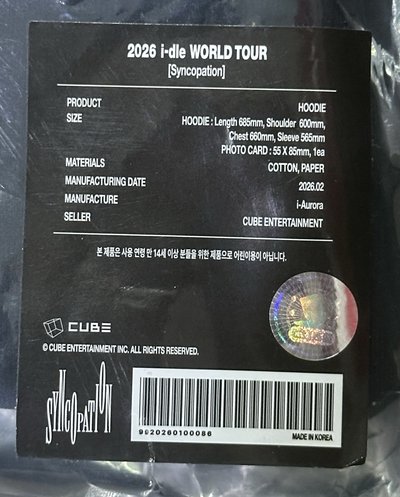 2026 i-dle WORLD TOUR
[Syncopation]
PRODUCT HOODIE
SIZE HOODIE : Length 685mm, Shoulder 600mm,
Chest 660mm, Sleeve 565mm
PHOTO CARD : 55 X 85mm, 1ea
MATERIALS COTTON, PAPER
MANUFACTURING DATE 2026.02
MANUFACTURE i-Aurora
SELLER CUBE ENTERTAINMENT
본 제품은 사용 연령 만 14세 이상 분들을 위한 제품으로 어린이용이 아닙니다.
CUBE
© CUBE ENTERTAINMENT INC. ALL RIGHTS RESERVED.
SYNCOPATION
9920260100086
MADE IN KOREA